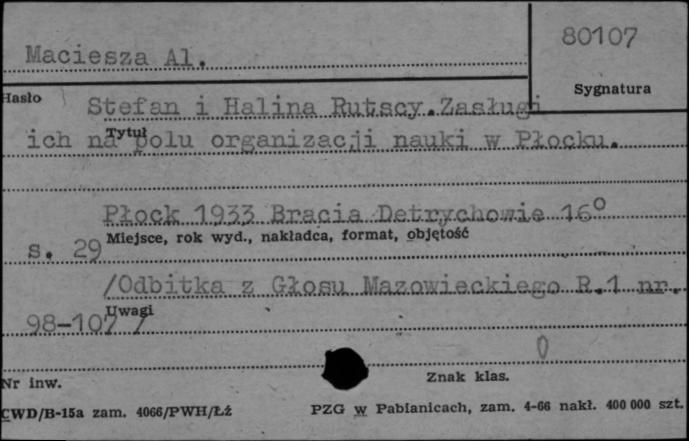 80107
Maciesza Al.
Sygnatura
Hasło
Stefan i Halina Rutscy.Zasługi
ich na polu organizacji nauki w Płocku.
Tytuł
Płock 1933 Bracia Detrychowie 16°
Miejsce, rok wyd., nakładca, format, objętość
s. 29
/Odbitka z Głosu Mazowieckiego R.1 nr.
Uwagi
98-107 /
0
Nr inw.
Znak klas.
CWD/B-15a zam. 4066/PWH/Łż
PZG w Pabianicach, zam. 4-66 nakł. 400 000 szt.